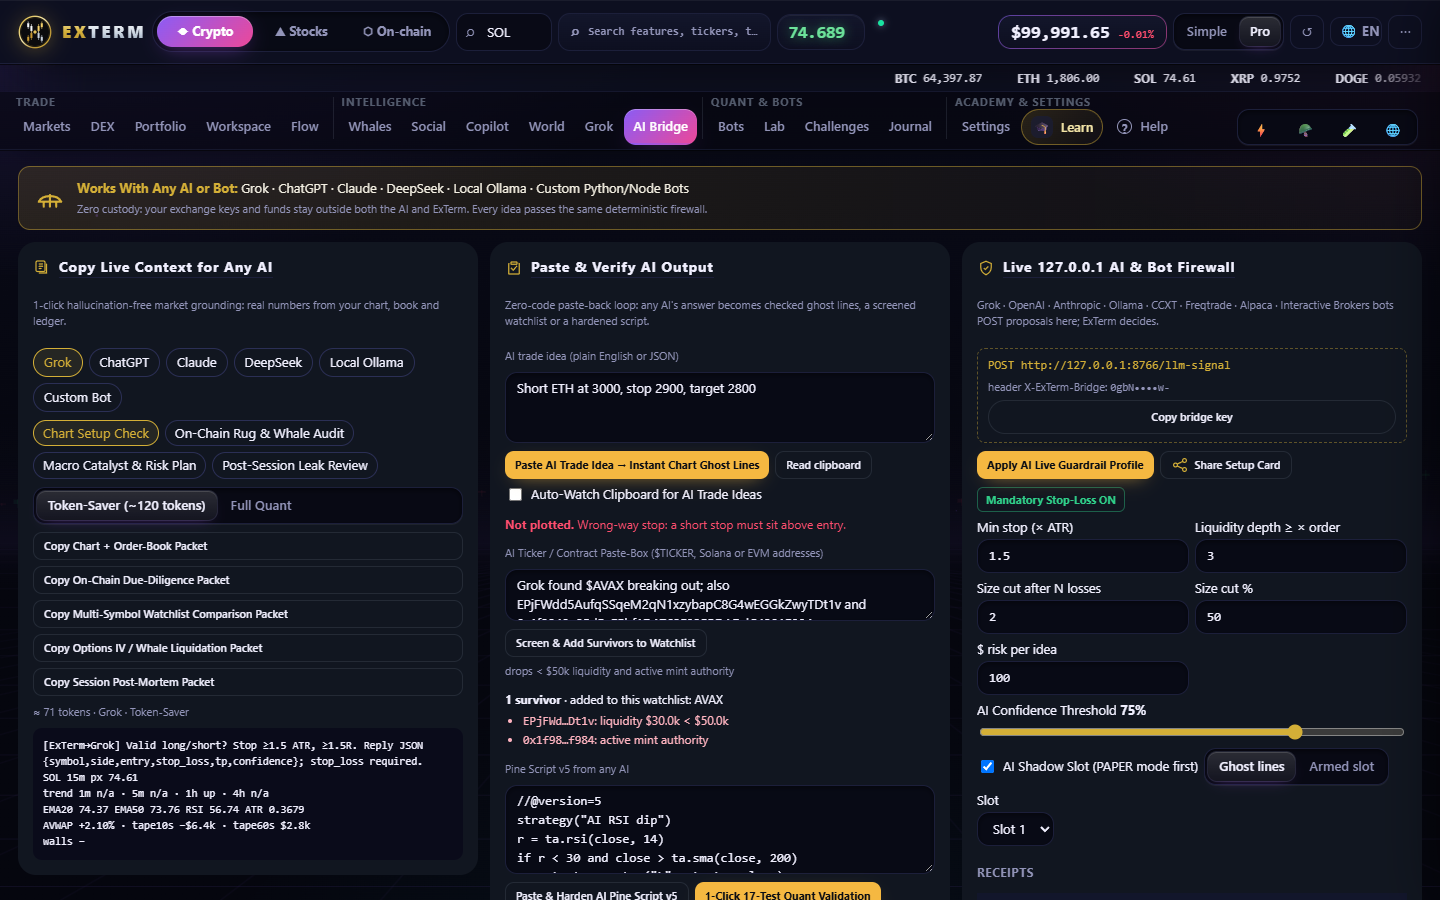 EXTERM
Crypto
Stocks
On-chain
SOL
Search features, tickers, t…
74.689
$99,991.65 -0.01%
Simple
Pro
EN
BTC 64,397.87
ETH 1,806.00
SOL 74.61
XRP 0.9752
DOGE 0.05932
TRADE
INTELLIGENCE
QUANT & BOTS
ACADEMY & SETTINGS
Markets
DEX
Portfolio
Workspace
Flow
Whales
Social
Copilot
World
Grok
AI Bridge
Bots
Lab
Challenges
Journal
Settings
Learn
Help
Works With Any AI or Bot: Grok · ChatGPT · Claude · DeepSeek · Local Ollama · Custom Python/Node Bots
Zero custody: your exchange keys and funds stay outside both the AI and ExTerm. Every idea passes the same deterministic firewall.
Copy Live Context for Any AI
1-click hallucination-free market grounding: real numbers from your chart, book and
ledger.
Grok
ChatGPT
Claude
DeepSeek
Local Ollama
Custom Bot
Chart Setup Check
On-Chain Rug & Whale Audit
Macro Catalyst & Risk Plan
Post-Session Leak Review
Token-Saver (~120 tokens)
Full Quant
Copy Chart + Order-Book Packet
Copy On-Chain Due-Diligence Packet
Copy Multi-Symbol Watchlist Comparison Packet
Copy Options IV / Whale Liquidation Packet
Copy Session Post-Mortem Packet
≈ 71 tokens · Grok · Token-Saver
[ExTerm→Grok] Valid long/short? Stop ≥1.5 ATR, ≥1.5R. Reply JSON
{symbol,side,entry,stop_loss,tp,confidence}; stop_loss required.
SOL 15m px 74.61
trend 1m n/a · 5m n/a · 1h up · 4h n/a
EMA20 74.37 EMA50 73.76 RSI 56.74 ATR 0.3679
AVWAP +2.10% · tape10s −$6.4k · tape60s $2.8k
walls –
Paste & Verify AI Output
Zero-code paste-back loop: any AI's answer becomes checked ghost lines, a screened
watchlist or a hardened script.
AI trade idea (plain English or JSON)
Short ETH at 3000, stop 2900, target 2800
Paste AI Trade Idea → Instant Chart Ghost Lines
Read clipboard
Auto-Watch Clipboard for AI Trade Ideas
Not plotted. Wrong-way stop: a short stop must sit above entry.
AI Ticker / Contract Paste-Box ($TICKER, Solana or EVM addresses)
Grok found $AVAX breaking out; also
EPjFWdd5AufqSSqeM2qN1xzybapC8G4wEGGkZwyTDt1v and
Screen & Add Survivors to Watchlist
drops < $50k liquidity and active mint authority
1 survivor · added to this watchlist: AVAX
EPjFWd…Dt1v: liquidity $30.0k < $50.0k
0x1f98…f984: active mint authority
Pine Script v5 from any AI
//@version=5
strategy("AI RSI dip")
r = ta.rsi(close, 14)
if r < 30 and close > ta.sma(close, 200)
Paste & Harden AI Pine Script v5
1-Click 17-Test Quant Validation
Live 127.0.0.1 AI & Bot Firewall
Grok · OpenAI · Anthropic · Ollama · CCXT · Freqtrade · Alpaca · Interactive Brokers bots
POST proposals here; ExTerm decides.
POST http://127.0.0.1:8766/llm-signal
header X-ExTerm-Bridge: 0gbN••••w-
Copy bridge key
Apply AI Live Guardrail Profile
Share Setup Card
Mandatory Stop-Loss ON
Min stop (× ATR)
Liquidity depth ≥ × order
1.5
3
Size cut after N losses
Size cut %
2
50
$ risk per idea
100
AI Confidence Threshold 75%
AI Shadow Slot (PAPER mode first)
Ghost lines
Armed slot
Slot
Slot 1
RECEIPTS